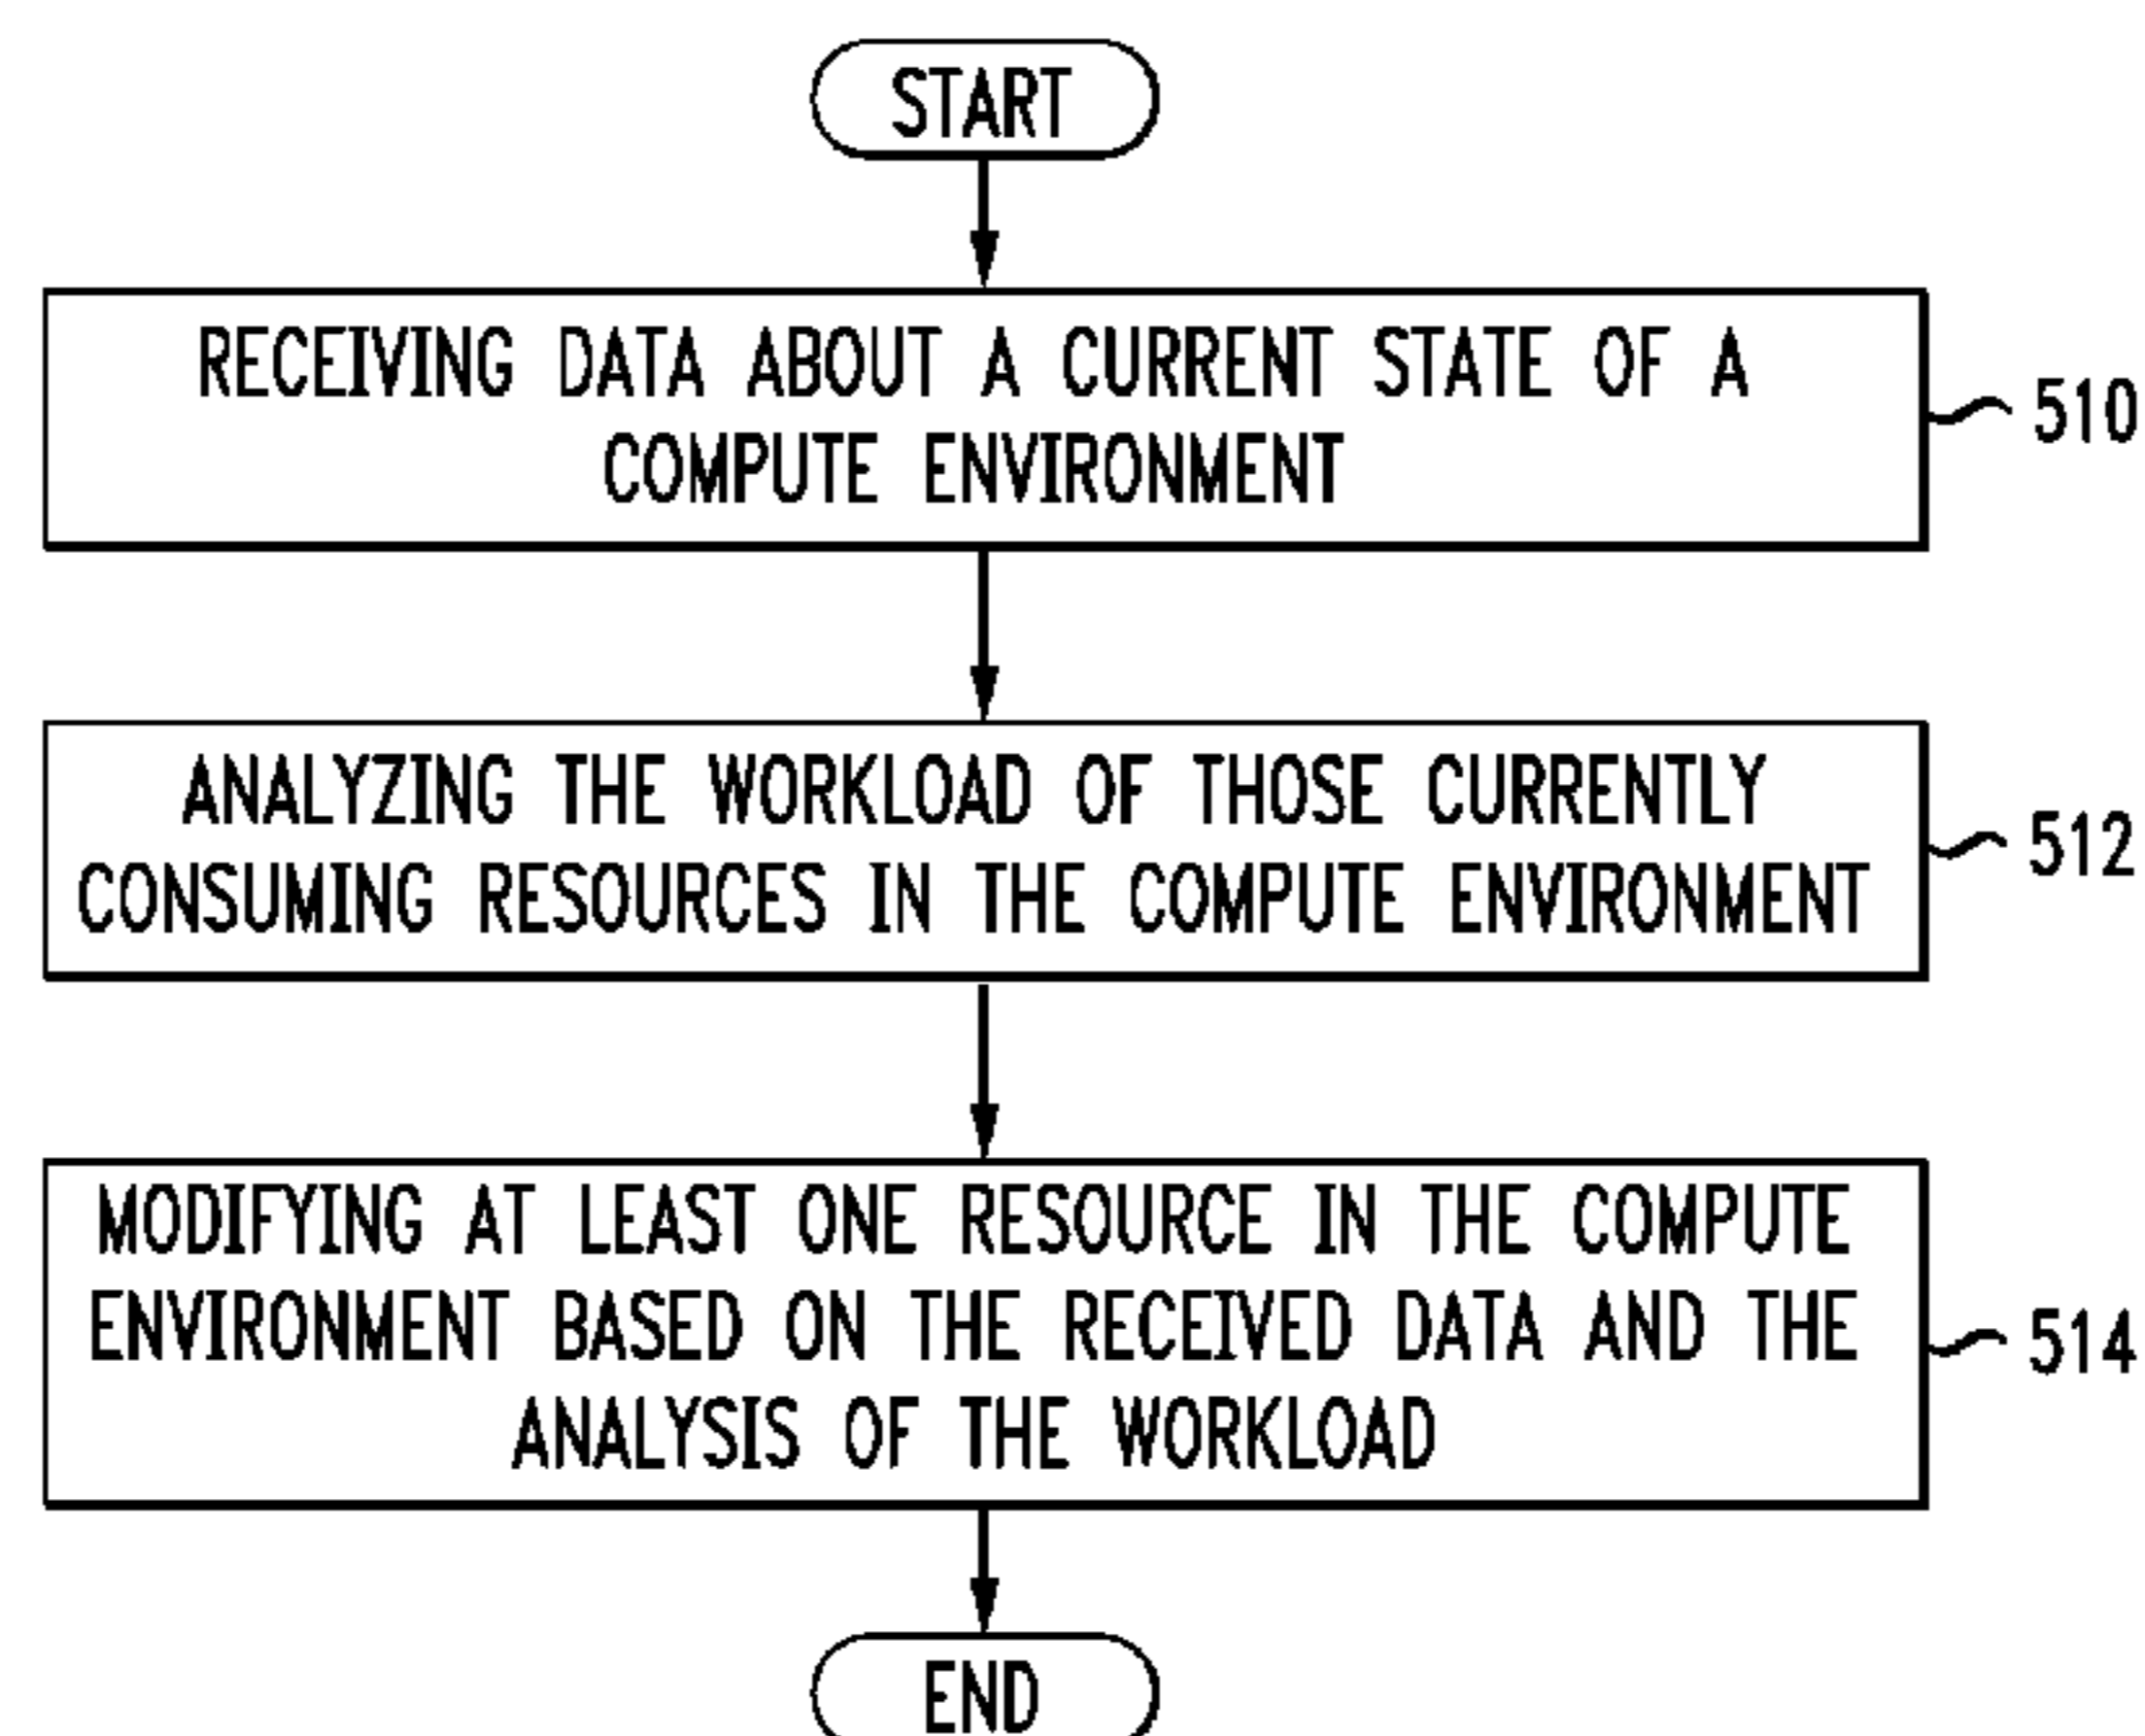 START
RECEIVING DATA ABOUT A CURRENT STATE OF A
COMPUTE ENVIRONMENT
510
ANALYZING THE WORKLOAD OF THOSE CURRENTLY
CONSUMING RESOURCES IN THE COMPUTE ENVIRONMENT
512
MODIFYING AT LEAST ONE RESOURCE IN THE COMPUTE
ENVIRONMENT BASED ON THE RECEIVED DATA AND THE
ANALYSIS OF THE WORKLOAD
514
END